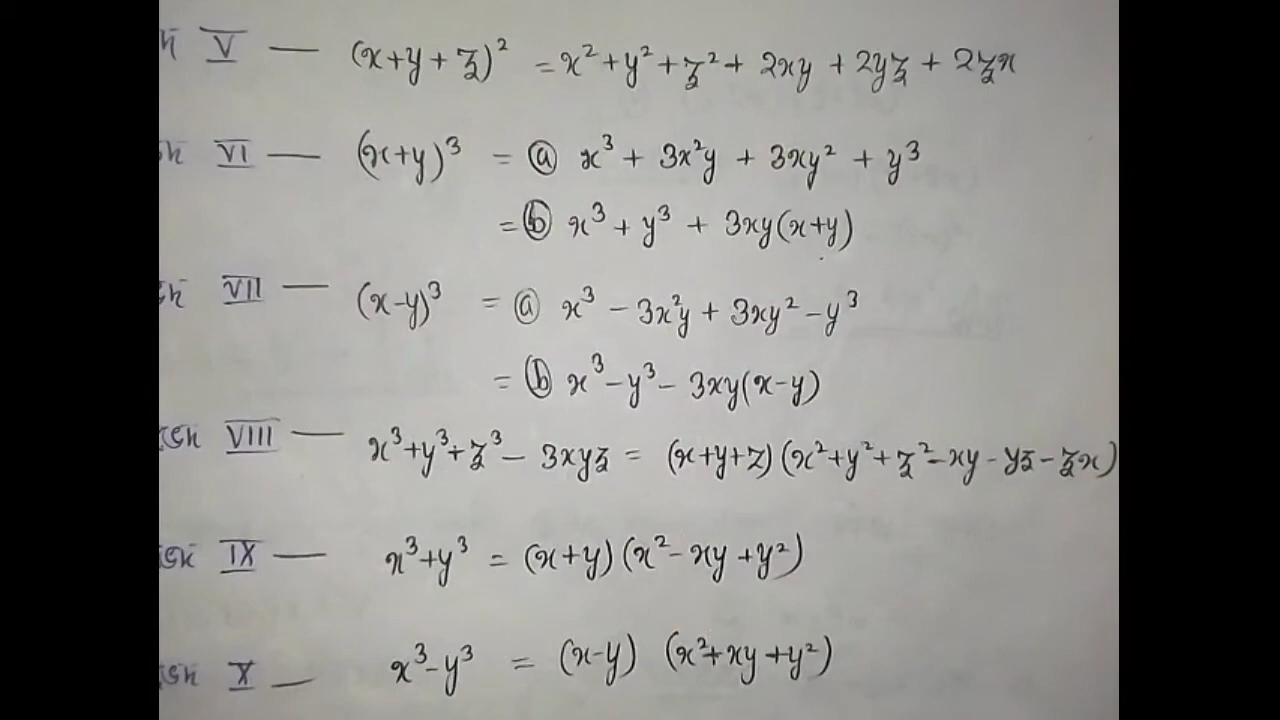 V — (x+y+z)² = x²+y²+z²+ 2xy +2yz + 2zx
VI — (x+y)³ = ⓐ x³ + 3x²y + 3xy² + y³
= ⓑ x³ + y³ + 3xy(x+y)
VII — (x-y)³ = ⓐ x³ - 3x²y + 3xy² - y³
= ⓑ x³ - y³ - 3xy(x-y)
VIII — x³+y³+z³ - 3xyz = (x+y+z) (x²+y²+z²-xy - yz - zx)
IX — x³+y³ = (x+y) (x² - xy + y²)
X — x³-y³ = (x-y) (x²+xy+y²)